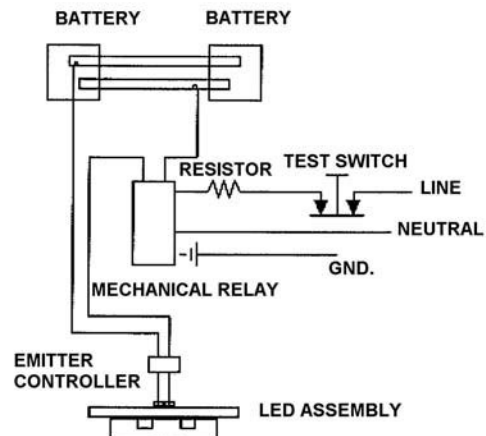 BATTERY BATTERY
RESISTOR
TEST SWITCH
LINE
NEUTRAL
GND.
MECHANICAL RELAY
EMITTER
CONTROLLER
LED ASSEMBLY